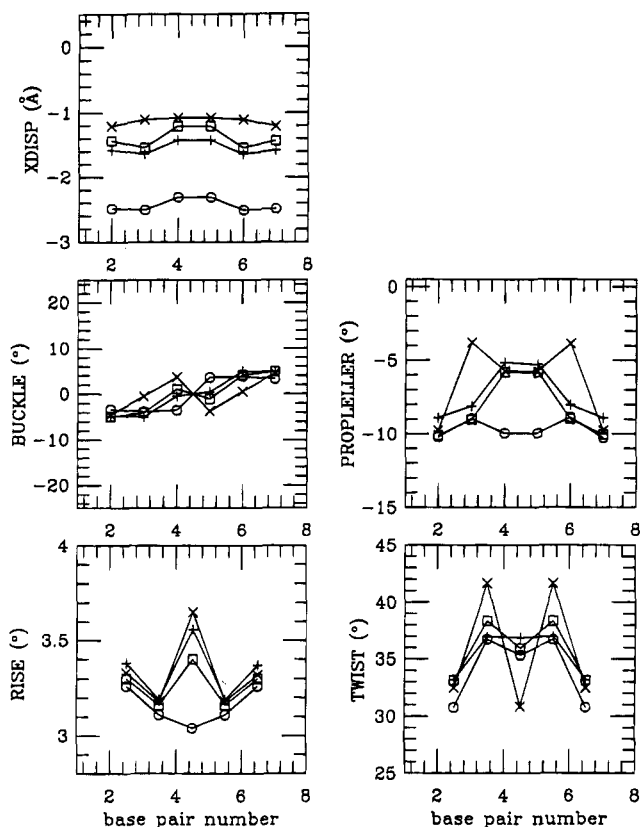 0
−1
−2
−3
XDISP (Å)
2 4 6 8
20
10
0
−10
−20
BUCKLE (°)
2 4 6 8
0
−5
−10
−15
PROPLELLER (°)
2 4 6 8
4
3.5
3
RISE (°)
2 4 6 8
base pair number
45
40
35
30
25
TWIST (°)
2 4 6 8
base pair number